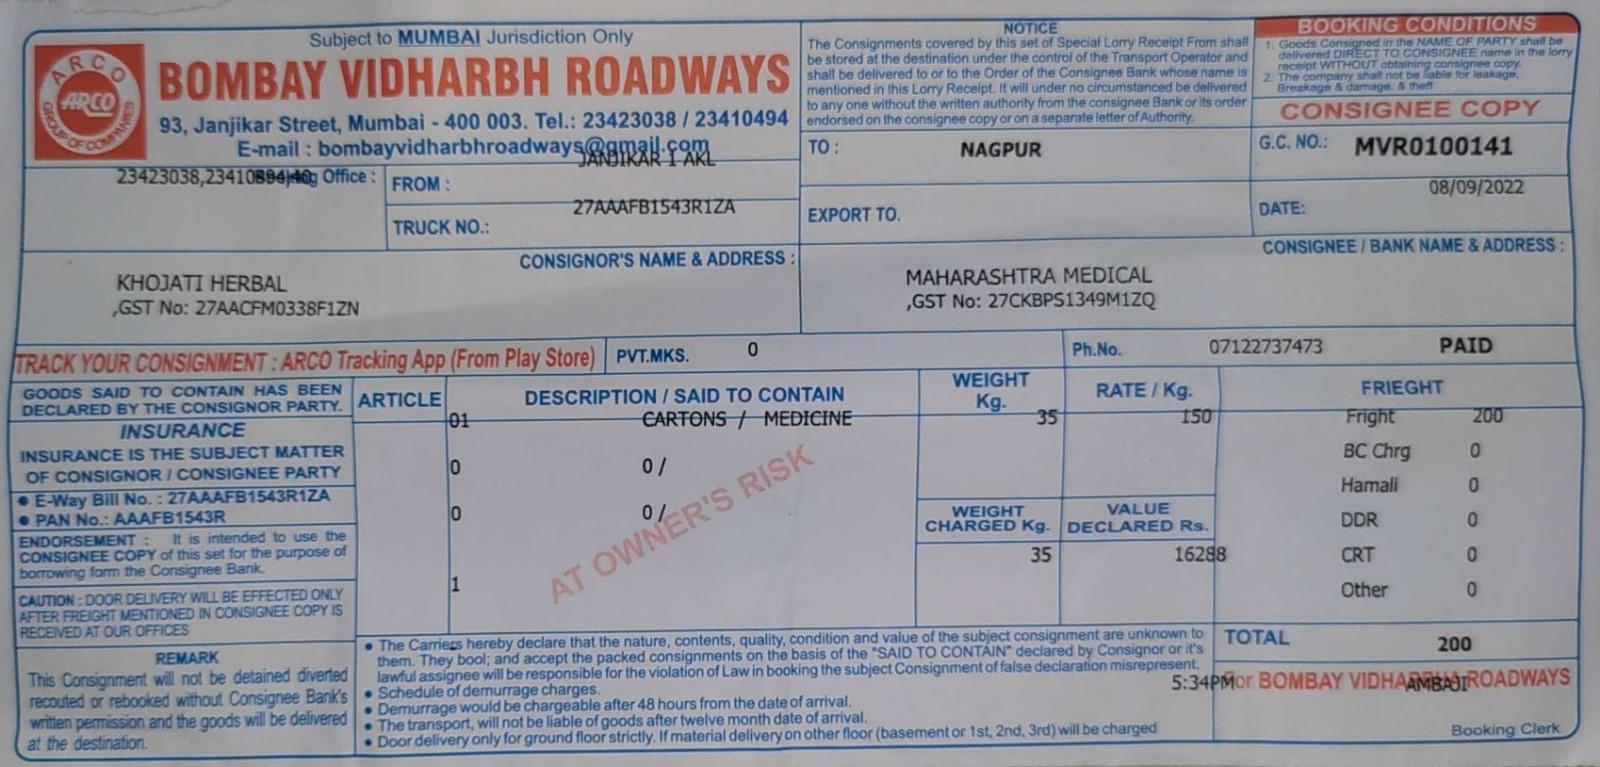 Subject to MUMBAI Jurisdiction Only
ARCO
ARCO
GROUP OF COMPANIES
BOMBAY VIDHARBH ROADWAYS
93, Janjikar Street, Mumbai - 400 003. Tel.: 23423038 / 23410494
E-mail : bombayvidharbhroadways@gmail.com
NOTICE
The Consignments covered by this set of Special Lorry Receipt From shall
be stored at the destination under the control of the Transport Operator and
shall be delivered to or to the Order of the Consignee Bank whose name is
mentioned in this Lorry Receipt. It will under no circumstanced be delivered
to any one without the written authority from the consignee Bank or its order
endorsed on the consignee copy or on a separate letter of Authority.
BOOKING CONDITIONS
1. Goods Consigned in the NAME OF PARTY shall be
delivered DIRECT TO CONSIGNEE name in the lorry
receipt WITHOUT obtaining consignee copy.
2. The company shall not be liable for leakage,
Breakage & damage, & theft
CONSIGNEE COPY
JANJIKAR AKL
23423038, Office :
FROM :
27AAAFB1543R1ZA
TRUCK NO.:
TO : NAGPUR
EXPORT TO.
G.C. NO.: MVR0100141
08/09/2022
DATE:
CONSIGNOR'S NAME & ADDRESS :
KHOJATI HERBAL
,GST No: 27AACFM0338F1ZN
CONSIGNEE / BANK NAME & ADDRESS :
MAHARASHTRA MEDICAL
,GST No: 27CKBPS1349M1ZQ
TRACK YOUR CONSIGNMENT : ARCO Tracking App (From Play Store)
PVT.MKS. 0
Ph.No. 07122737473 PAID
GOODS SAID TO CONTAIN HAS BEEN
DECLARED BY THE CONSIGNOR PARTY.
INSURANCE
INSURANCE IS THE SUBJECT MATTER
OF CONSIGNOR / CONSIGNEE PARTY
● E-Way Bill No. : 27AAAFB1543R1ZA
● PAN No.: AAAFB1543R
ENDORSEMENT : It is intended to use the
CONSIGNEE COPY of this set for the purpose of
borrowing form the Consignee Bank.
CAUTION : DOOR DELIVERY WILL BE EFFECTED ONLY
AFTER FREIGHT MENTIONED IN CONSIGNEE COPY IS
RECEIVED AT OUR OFFICES
REMARK
This Consignment will not be detained diverted
recouted or rebooked without Consignee Bank's
written permission and the goods will be delivered
at the destination.
ARTICLE DESCRIPTION / SAID TO CONTAIN
01 CARTONS / MEDICINE
0 0 /
0 0 /
1
AT OWNER'S RISK
WEIGHT
Kg.
35
RATE / Kg.
150
WEIGHT
CHARGED Kg.
35
VALUE
DECLARED Rs.
16288
FRIEGHT
Fright 200
BC Chrg 0
Hamali 0
DDR 0
CRT 0
Other 0
TOTAL 200
● The Carriers hereby declare that the nature, contents, quality, condition and value of the subject consignment are unknown to
them. They bool; and accept the packed consignments on the basis of the "SAID TO CONTAIN" declared by Consignor or it's
lawful assignee will be responsible for the violation of Law in booking the subject Consignment of false declaration misrepresent.
● Schedule of demurrage charges.
● Demurrage would be chargeable after 48 hours from the date of arrival.
● The transport, will not be liable of goods after twelve month date of arrival.
● Door delivery only for ground floor strictly. If material delivery on other floor (basement or 1st, 2nd, 3rd) will be charged
5:34PM or BOMBAY VIDHARBHA ROADWAYS
AMBAJI
Booking Clerk